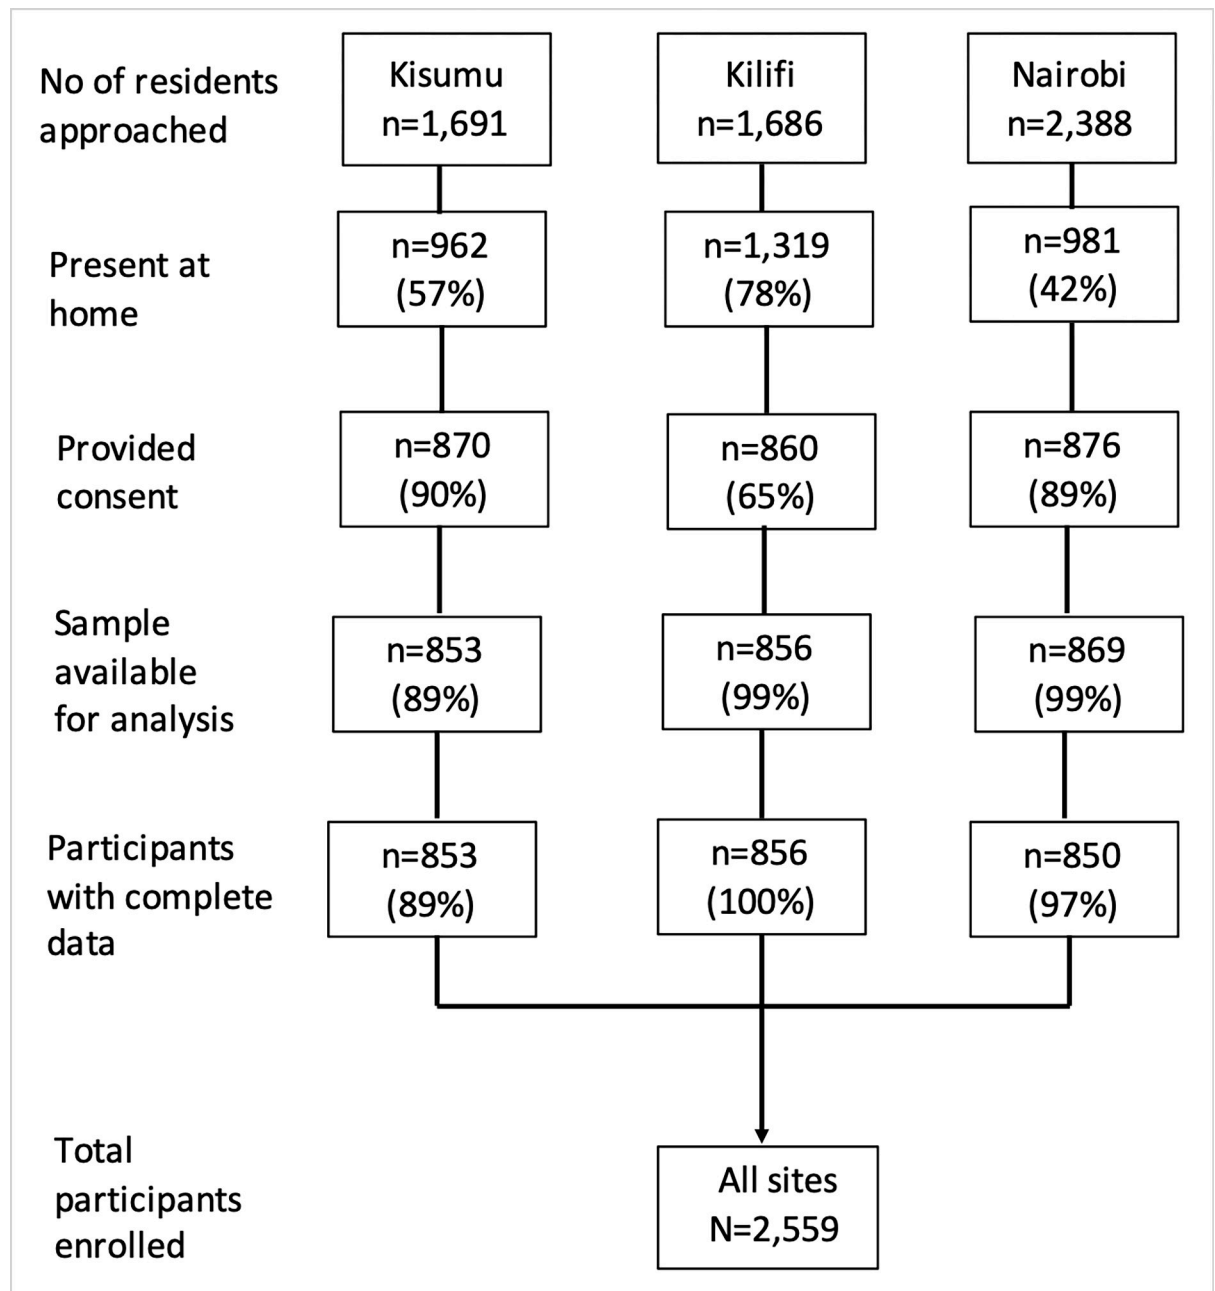 No of residents
approached
Kisumu
n=1,691
Kilifi
n=1,686
Nairobi
n=2,388
Present at
home
n=962
(57%)
n=1,319
(78%)
n=981
(42%)
Provided
consent
n=870
(90%)
n=860
(65%)
n=876
(89%)
Sample
available
for analysis
n=853
(89%)
n=856
(99%)
n=869
(99%)
Participants
with complete
data
n=853
(89%)
n=856
(100%)
n=850
(97%)
Total
participants
enrolled
All sites
N=2,559